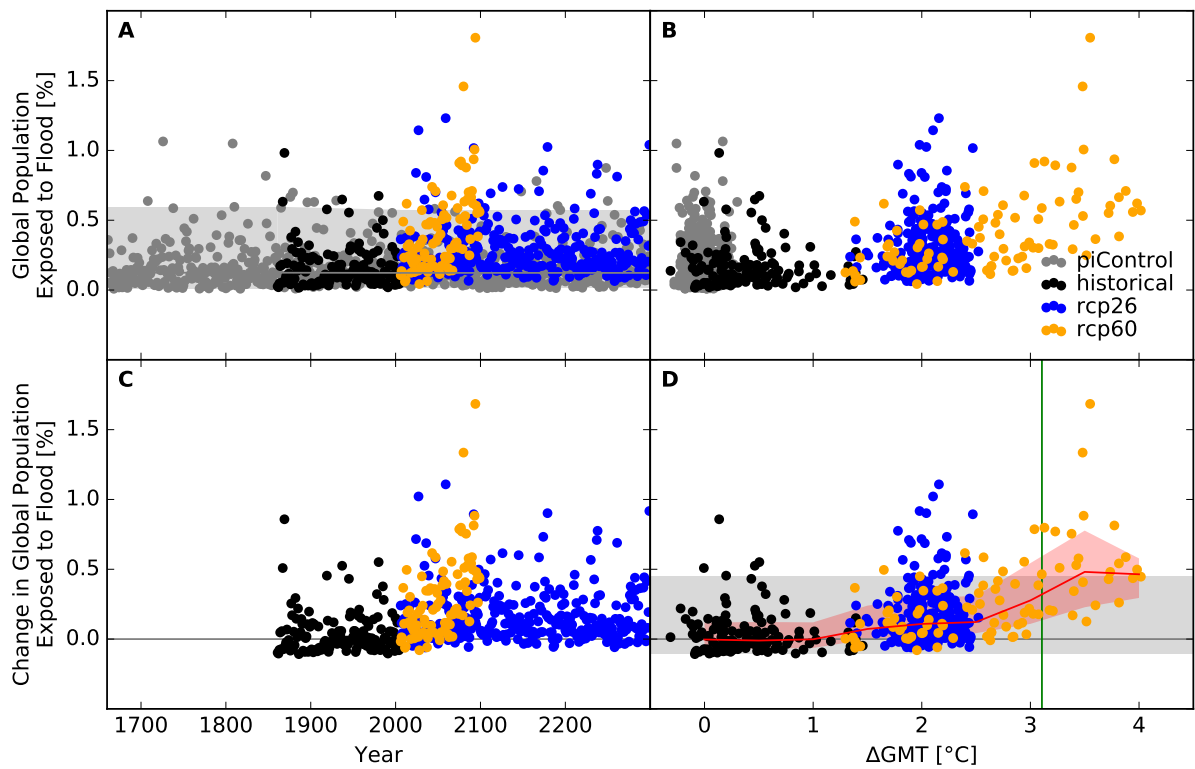 A
B
Global Population
Exposed to Flood [%]
1.5
1.0
0.5
0.0
piControl
historical
rcp26
rcp60
C
D
Change in Global Population
Exposed to Flood [%]
1.5
1.0
0.5
0.0
1700 1800 1900 2000 2100 2200
0 1 2 3 4
Year
ΔGMT [°C]